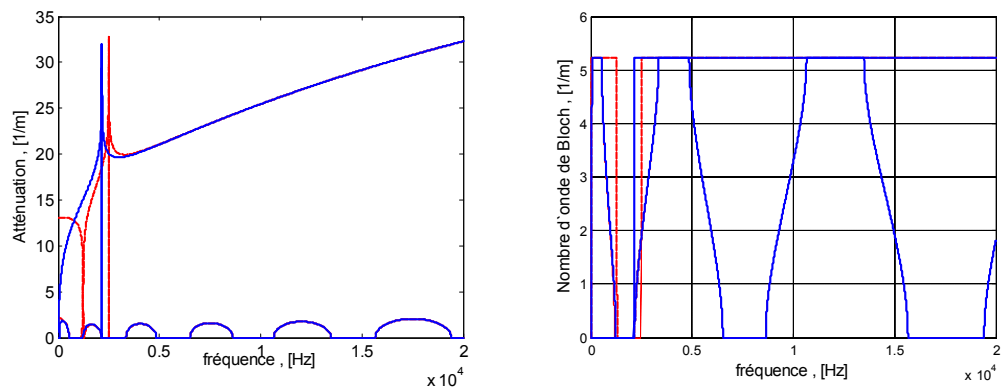 35
30
25
20
15
10
5
0
Atténuation , [1/m]
0 0.5 1 1.5 2
fréquence , [Hz]
x 10^4
6
5
4
3
2
1
0
Nombre d`onde de Bloch , [1/m]
0 0.5 1 1.5 2
fréquence , [Hz]
x 10^4